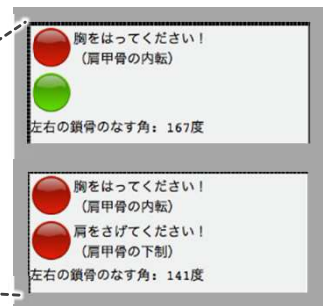 胸をはってください！
（肩甲骨の内転）
左右の鎖骨のなす角: 167度
胸をはってください！
（肩甲骨の内転）
肩をさげてください！
（肩甲骨の下制）
左右の鎖骨のなす角: 141度